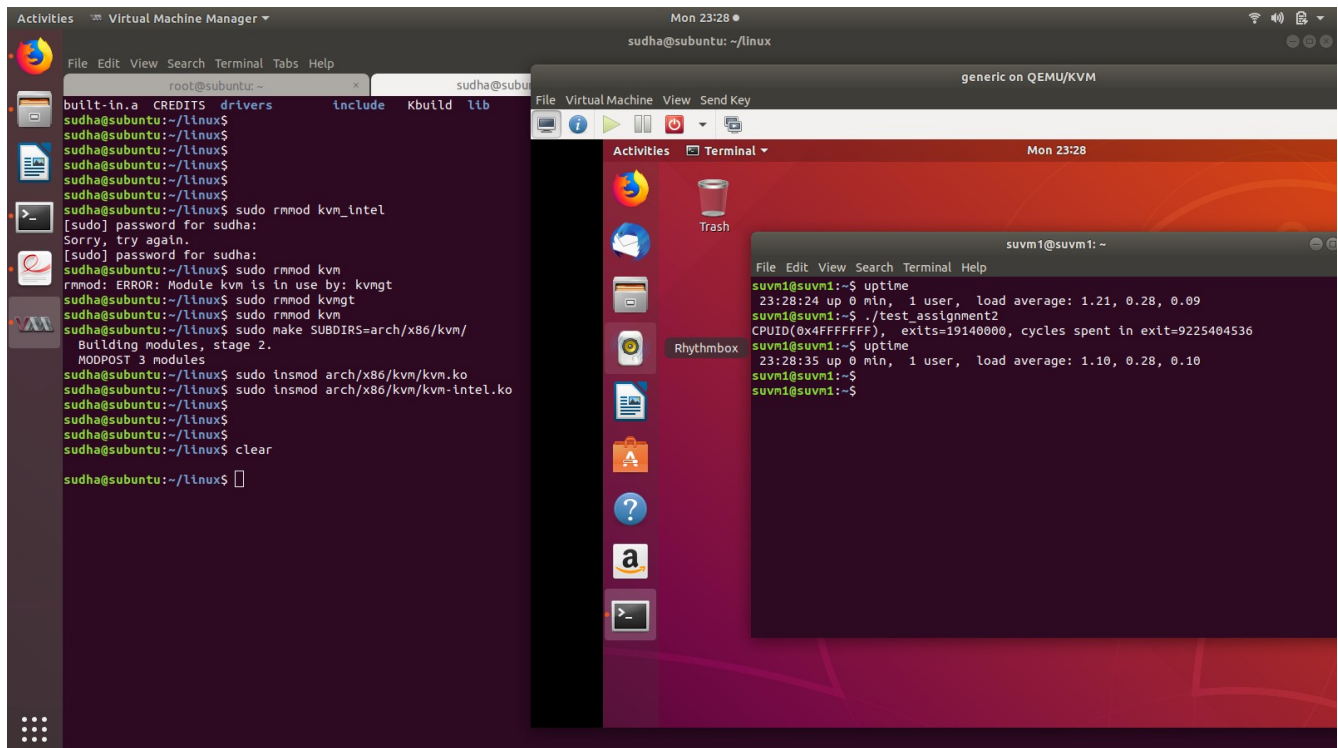 Activities Virtual Machine Manager Mon 23:28
sudha@subuntu: ~/linux
File Edit View Search Terminal Tabs Help
root@subuntu: ~ × sudha@subu
built-in.a CREDITS drivers include Kbuild lib
sudha@subuntu:~/linux$
sudha@subuntu:~/linux$
sudha@subuntu:~/linux$
sudha@subuntu:~/linux$
sudha@subuntu:~/linux$
sudha@subuntu:~/linux$
sudha@subuntu:~/linux$ sudo rmmod kvm_intel
[sudo] password for sudha:
Sorry, try again.
[sudo] password for sudha:
sudha@subuntu:~/linux$ sudo rmmod kvm
rmmod: ERROR: Module kvm is in use by: kvmgt
sudha@subuntu:~/linux$ sudo rmmod kvmgt
sudha@subuntu:~/linux$ sudo rmmod kvm
sudha@subuntu:~/linux$ sudo make SUBDIRS=arch/x86/kvm/
Building modules, stage 2.
MODPOST 3 modules
sudha@subuntu:~/linux$ sudo insmod arch/x86/kvm/kvm.ko
sudha@subuntu:~/linux$ sudo insmod arch/x86/kvm/kvm-intel.ko
sudha@subuntu:~/linux$
sudha@subuntu:~/linux$
sudha@subuntu:~/linux$
sudha@subuntu:~/linux$ clear
sudha@subuntu:~/linux$
generic on QEMU/KVM
File Virtual Machine View Send Key
Activities Terminal Mon 23:28
Trash
Rhythmbox
suvm1@suvm1: ~
File Edit View Search Terminal Help
suvm1@suvm1:~$ uptime
23:28:24 up 0 min, 1 user, load average: 1.21, 0.28, 0.09
suvm1@suvm1:~$ ./test_assignment2
CPUID(0x4FFFFFFF), exits=19140000, cycles spent in exit=9225404536
suvm1@suvm1:~$ uptime
23:28:35 up 0 min, 1 user, load average: 1.10, 0.28, 0.10
suvm1@suvm1:~$
suvm1@suvm1:~$